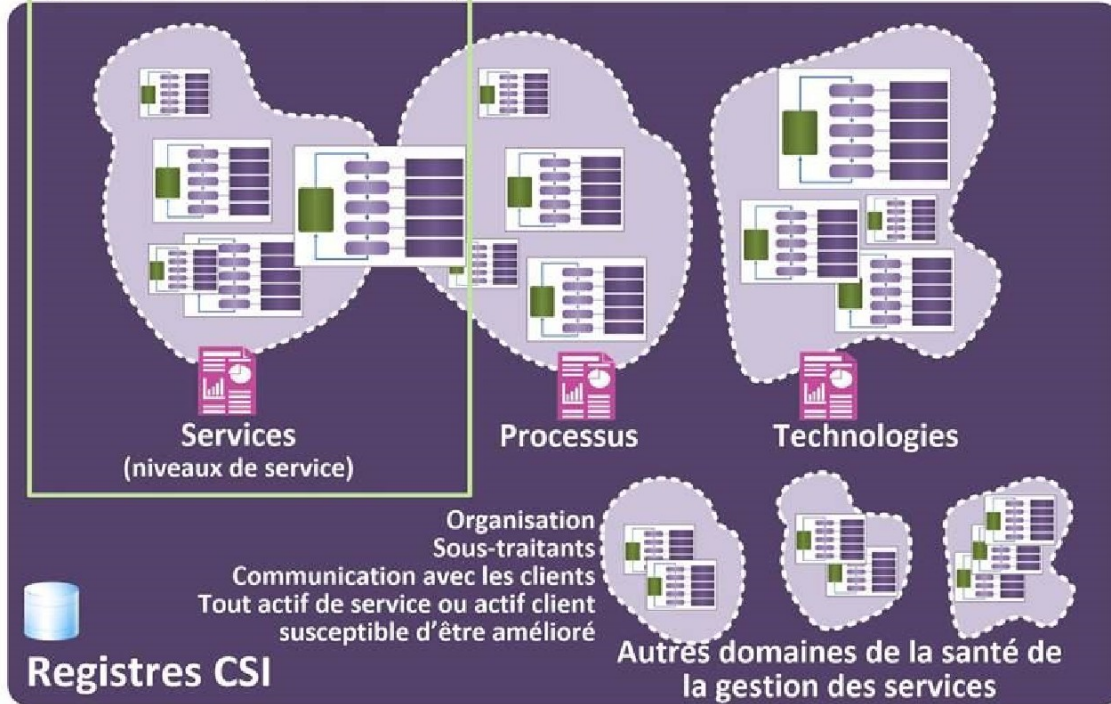 Services
(niveaux de service)
Processus
Technologies
Organisation
Sous-traitants
Communication avec les clients
Tout actif de service ou actif client
susceptible d'être amélioré
Autres domaines de la santé de
la gestion des services
Registres CSI